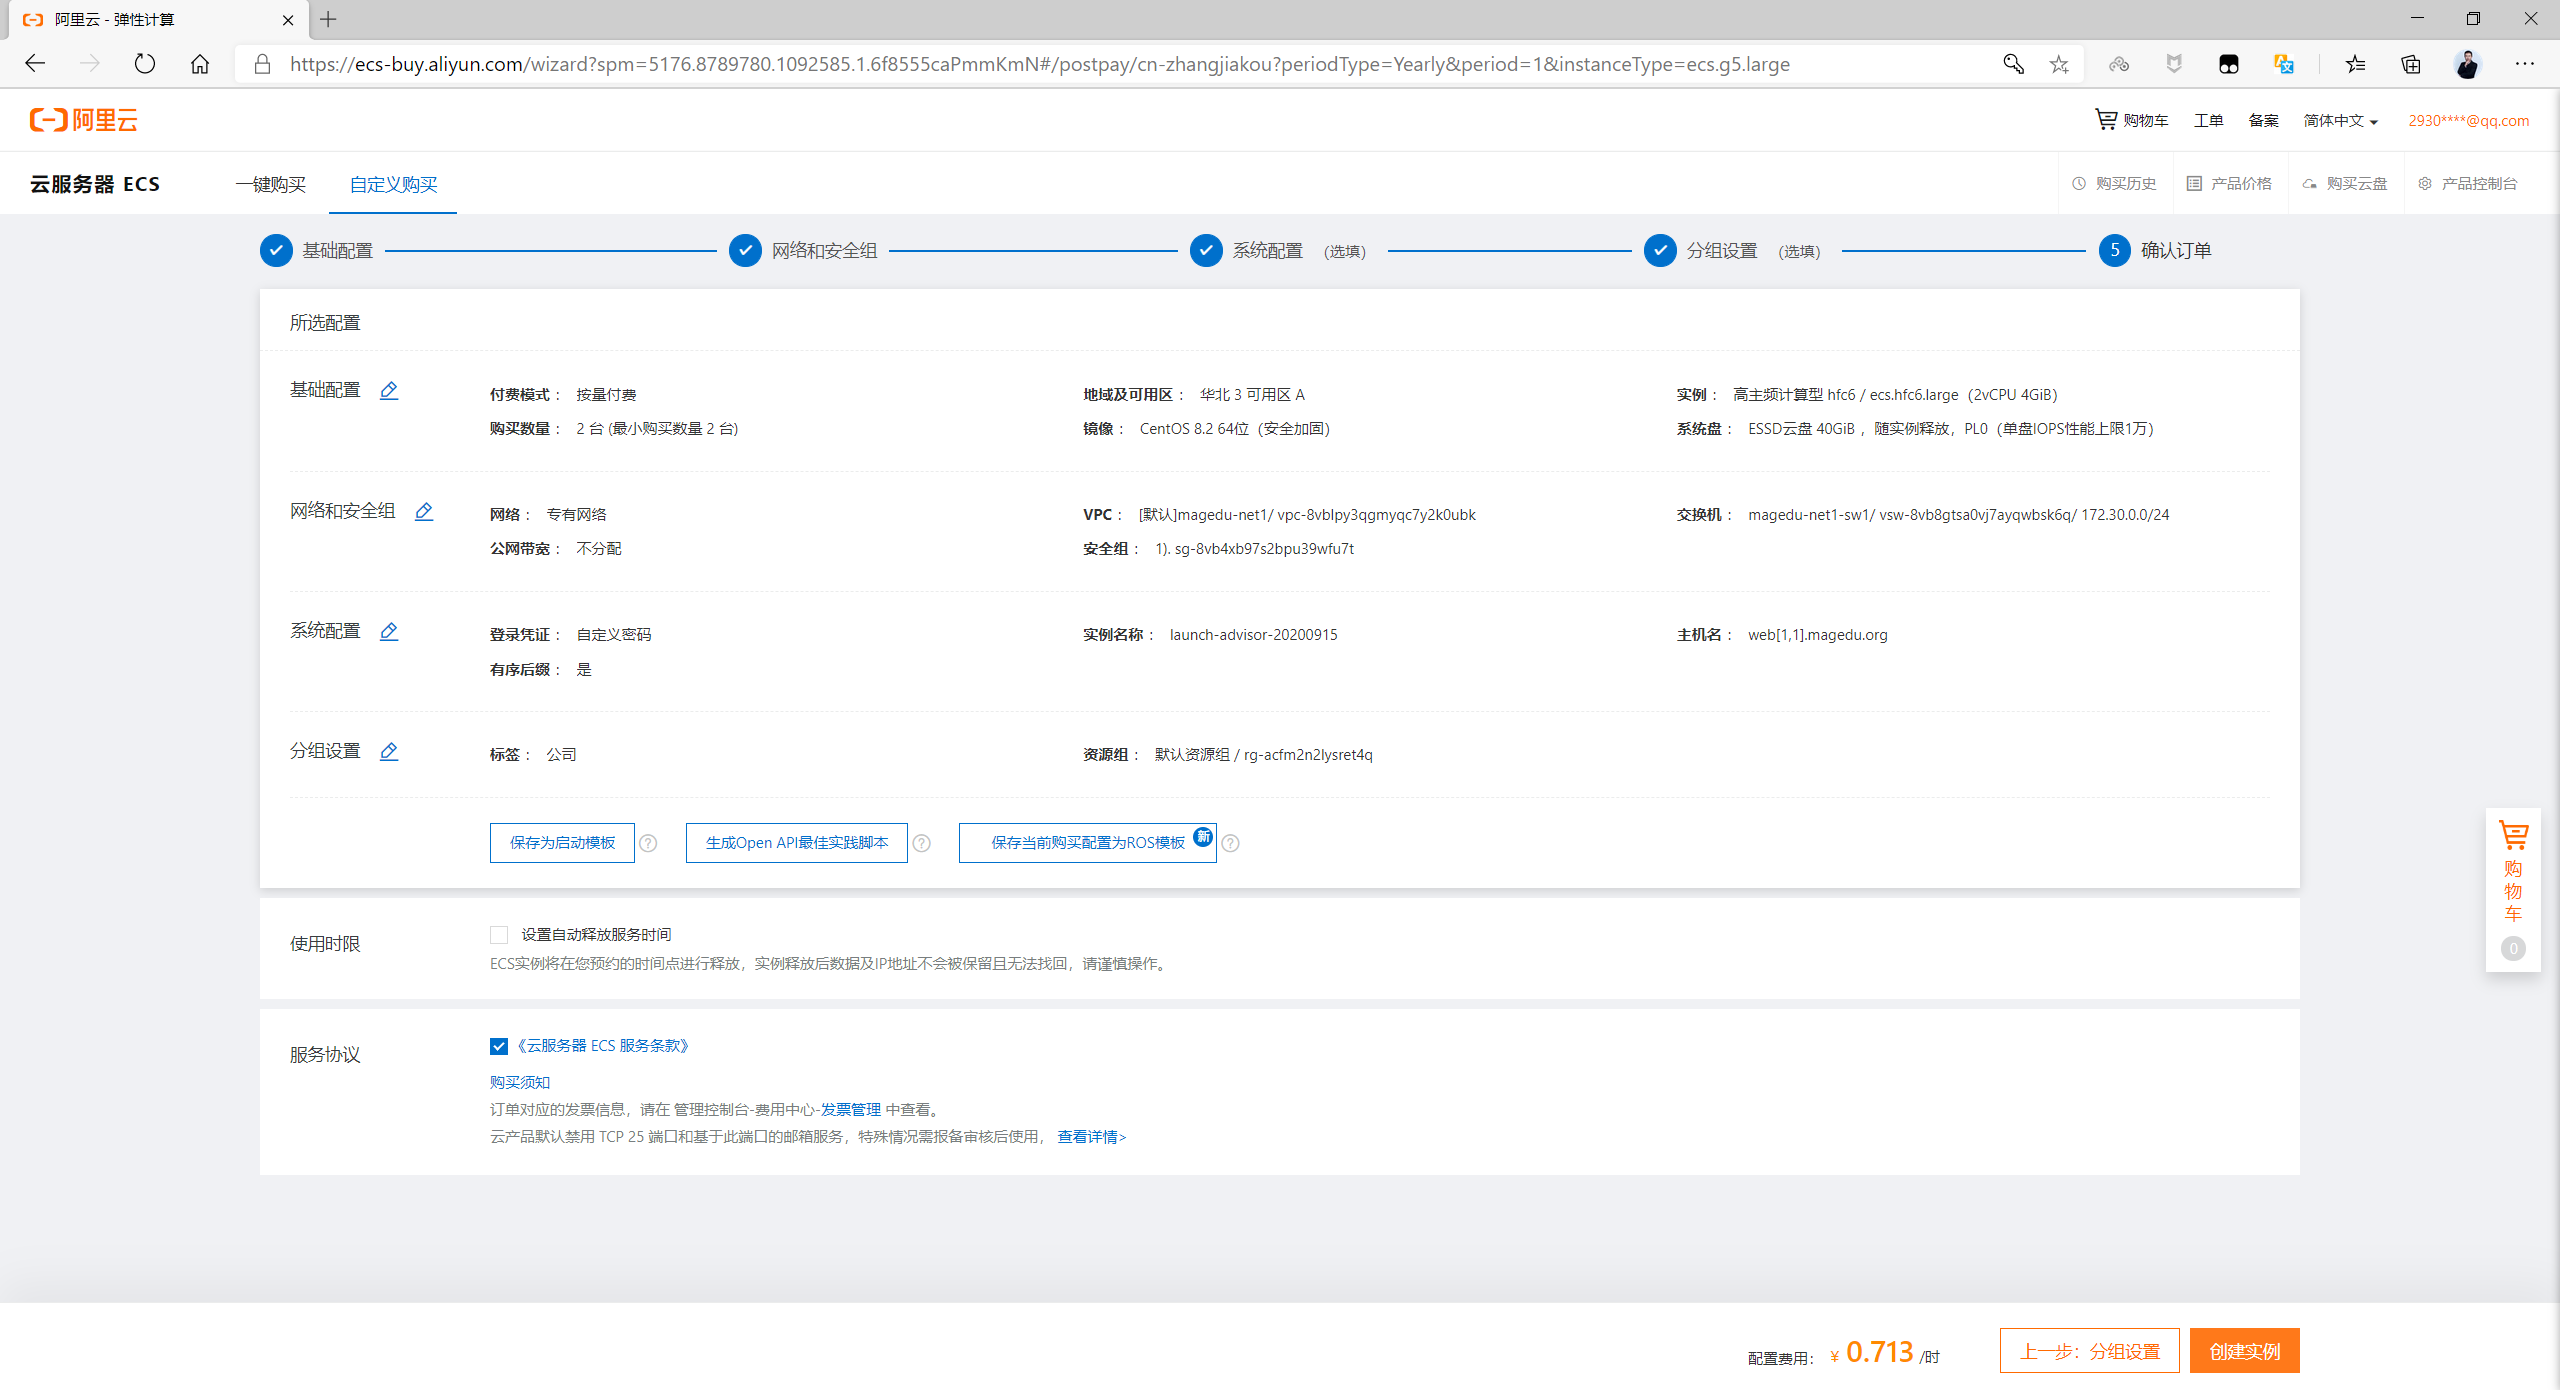 阿里云 - 弹性计算
https://ecs-buy.aliyun.com/wizard?spm=5176.8789780.1092585.1.6f8555caPmmKmN#/postpay/cn-zhangjiakou?periodType=Yearly&period=1&instanceType=ecs.g5.large
阿里云
购物车 工单 备案 简体中文 2930****@qq.com
云服务器 ECS 一键购买 自定义购买 购买历史 产品价格 购买云盘 产品控制台
基础配置 网络和安全组 系统配置 (选填) 分组设置 (选填) 5 确认订单
所选配置
基础配置 付费模式： 按量付费 地域及可用区： 华北 3 可用区 A 实例： 高主频计算型 hfc6 / ecs.hfc6.large（2vCPU 4GiB）
购买数量： 2 台 (最小购买数量 2 台) 镜像： CentOS 8.2 64位（安全加固） 系统盘： ESSD云盘 40GiB ，随实例释放，PL0（单盘IOPS性能上限1万）
网络和安全组 网络： 专有网络 VPC： [默认]magedu-net1/ vpc-8vblpy3qgmyqc7y2k0ubk 交换机： magedu-net1-sw1/ vsw-8vb8gtsa0vj7ayqwbsk6q/ 172.30.0.0/24
公网带宽： 不分配 安全组： 1). sg-8vb4xb97s2bpu39wfu7t
系统配置 登录凭证： 自定义密码 实例名称： launch-advisor-20200915 主机名： web[1,1].magedu.org
有序后缀： 是
分组设置 标签： 公司 资源组： 默认资源组 / rg-acfm2n2lysret4q
保存为启动模板 ? 生成Open API最佳实践脚本 ? 保存当前购买配置为ROS模板 新 ?
购
物
车
0
使用时限 设置自动释放服务时间
ECS实例将在您预约的时间点进行释放，实例释放后数据及IP地址不会被保留且无法找回，请谨慎操作。
服务协议 《云服务器 ECS 服务条款》
购买须知
订单对应的发票信息，请在 管理控制台-费用中心-发票管理 中查看。
云产品默认禁用 TCP 25 端口和基于此端口的邮箱服务，特殊情况需报备审核后使用， 查看详情>
配置费用： ¥ 0.713 /时 上一步：分组设置 创建实例